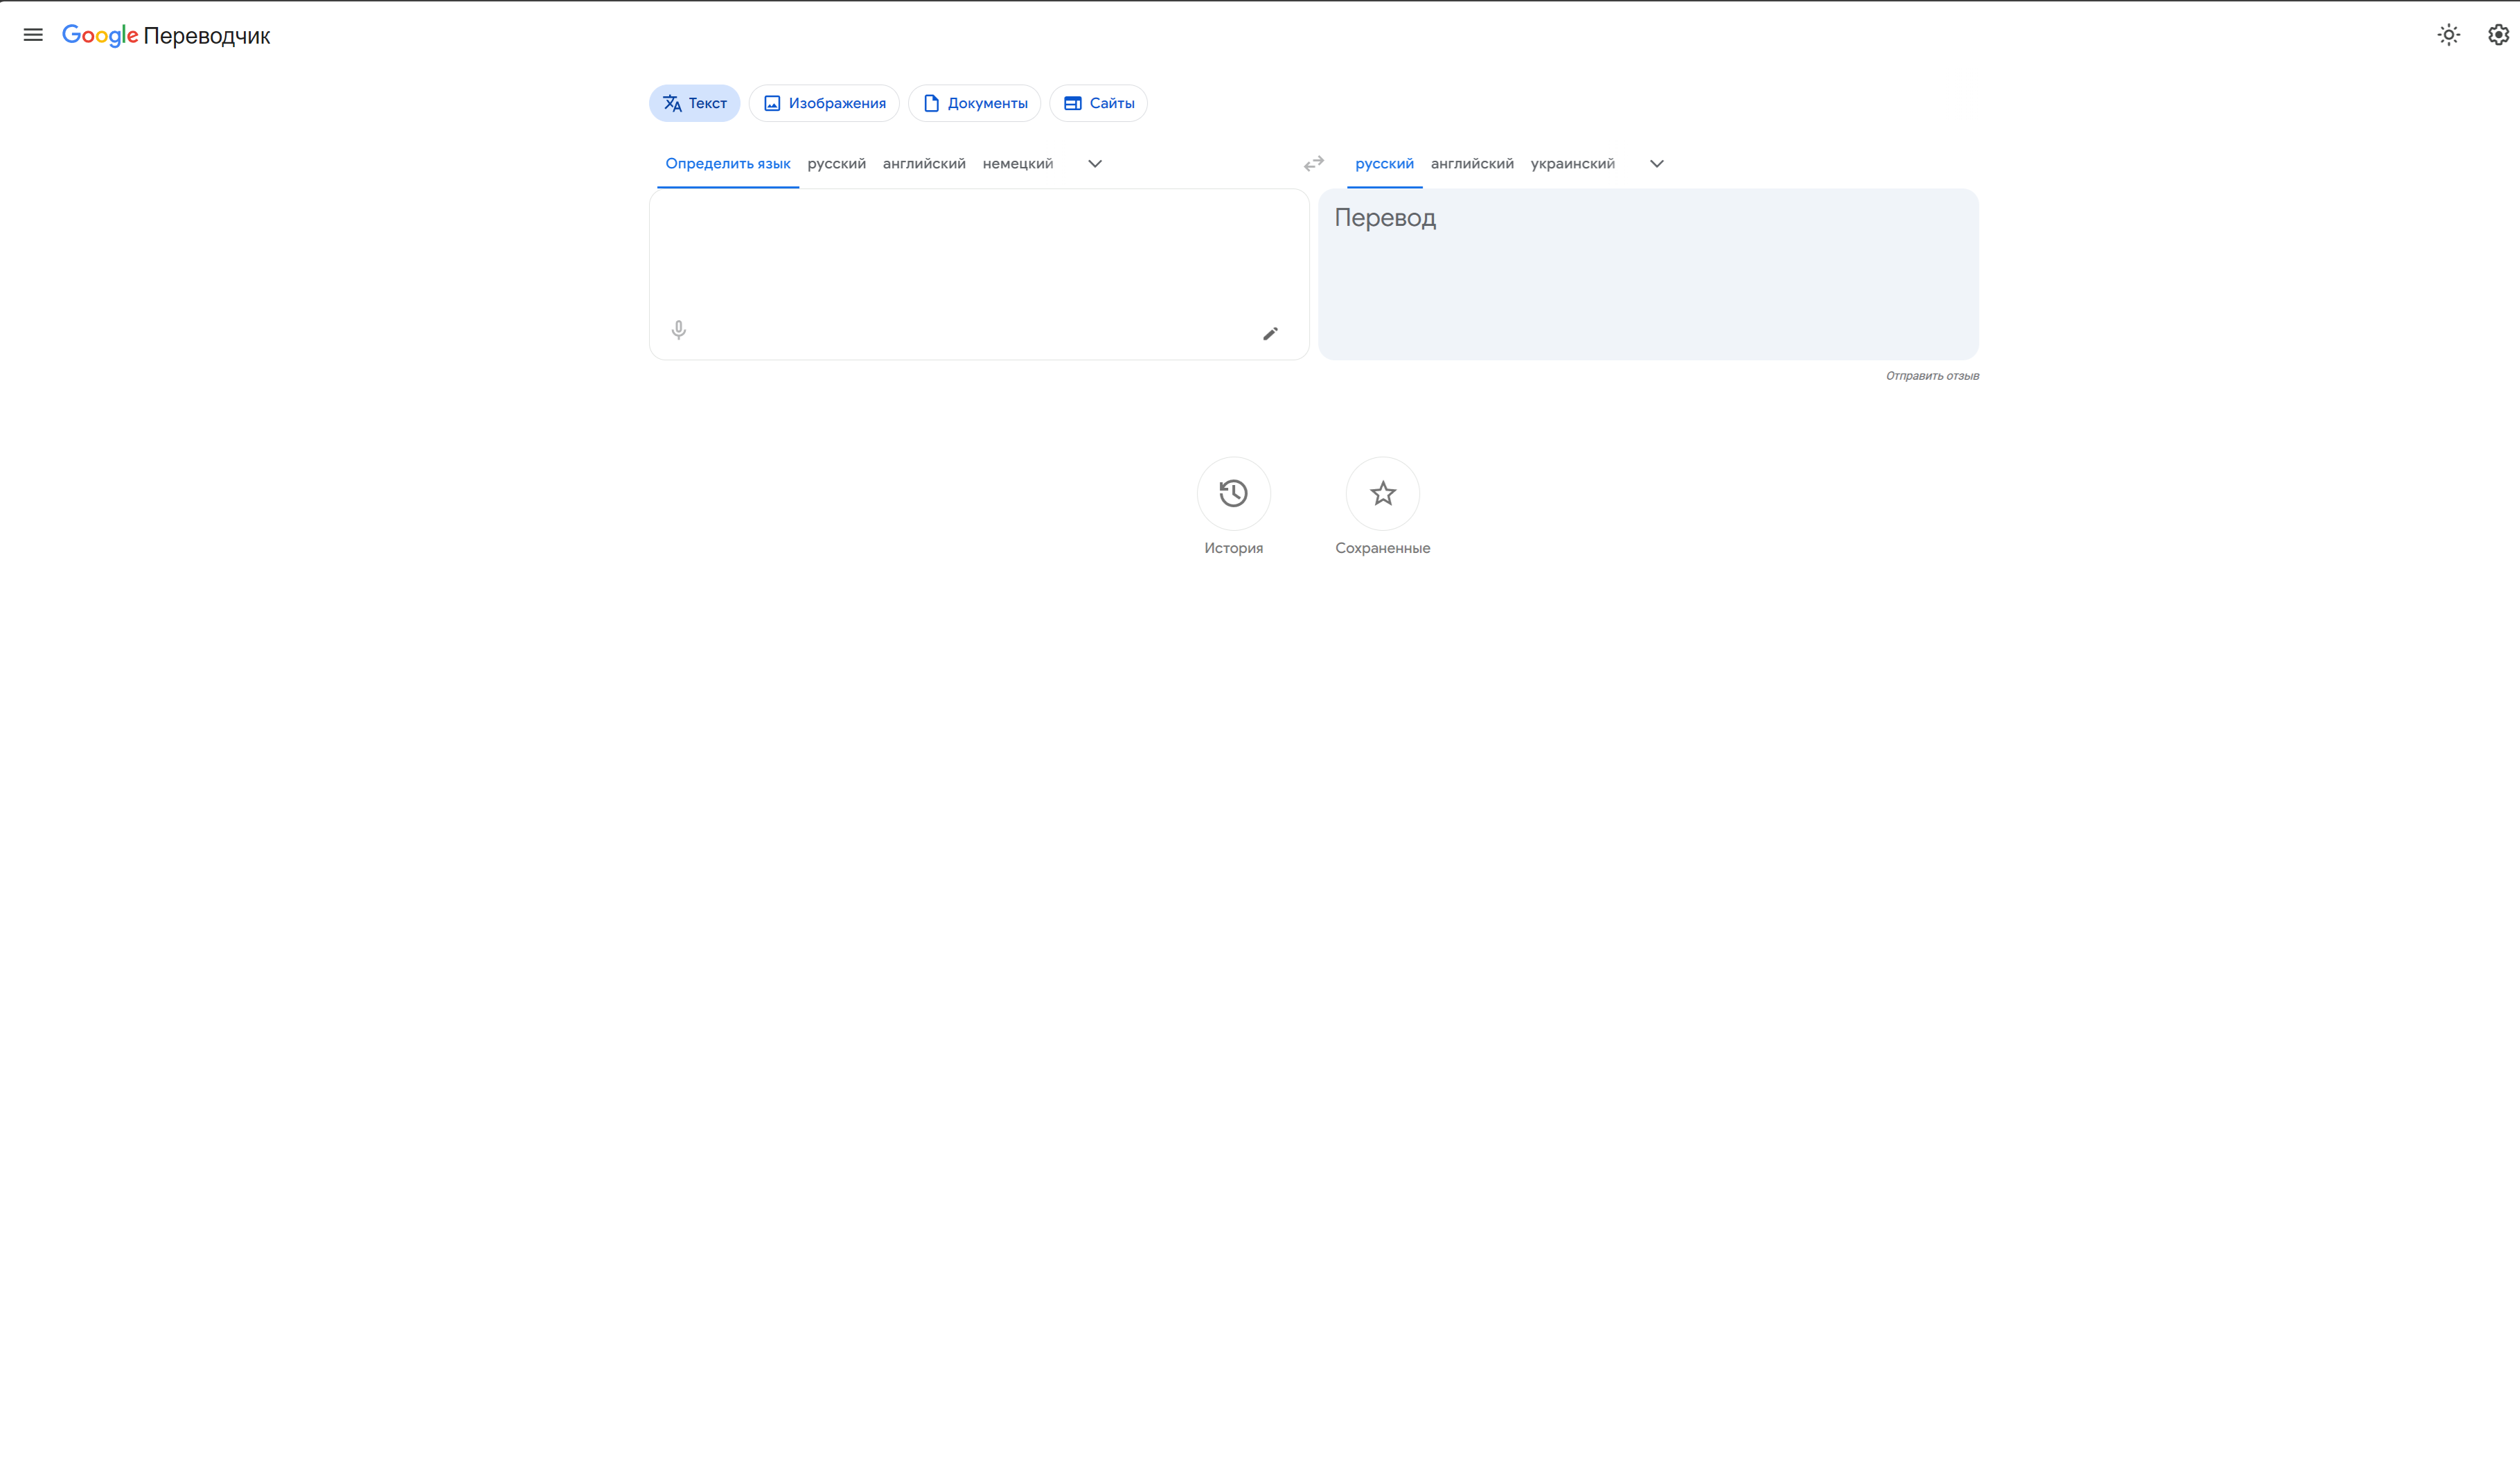 Google Переводчик
Текст Изображения Документы Сайты
Определить язык русский английский немецкий русский английский украинский
Перевод
Отправить отзыв
История Сохраненные